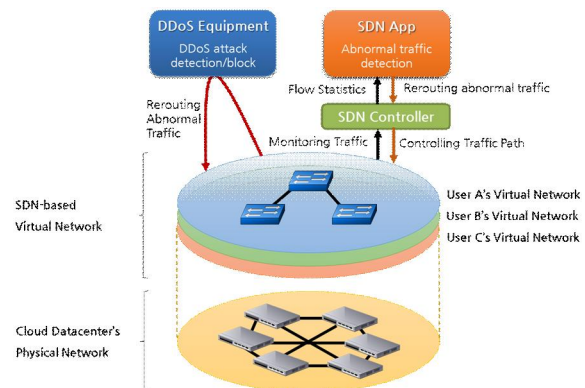 DDoS Equipment
DDoS attack
detection/block
SDN App
Abnormal traffic
detection
Flow Statistics
Rerouting abnormal traffic
Rerouting
Abnormal
Traffic
SDN Controller
Monitoring Traffic
Controlling Traffic Path
SDN-based
Virtual Network
User A's Virtual Network
User B's Virtual Network
User C's Virtual Network
Cloud Datacenter's
Physical Network